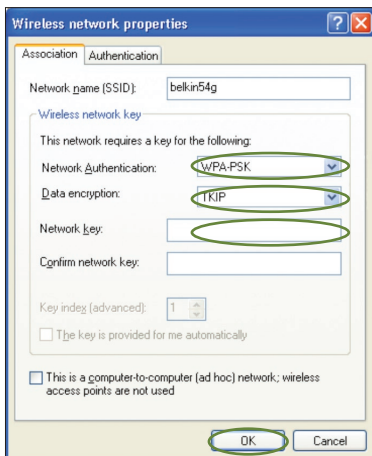 Wireless network properties
Association Authentication
Network name (SSID): belkin54g
Wireless network key
This network requires a key for the following:
Network Authentication: WPA-PSK
Data encryption: TKIP
Network key:
Confirm network key:
Key index (advanced): 1
The key is provided for me automatically
This is a computer-to-computer (ad hoc) network; wireless
access points are not used
OK Cancel